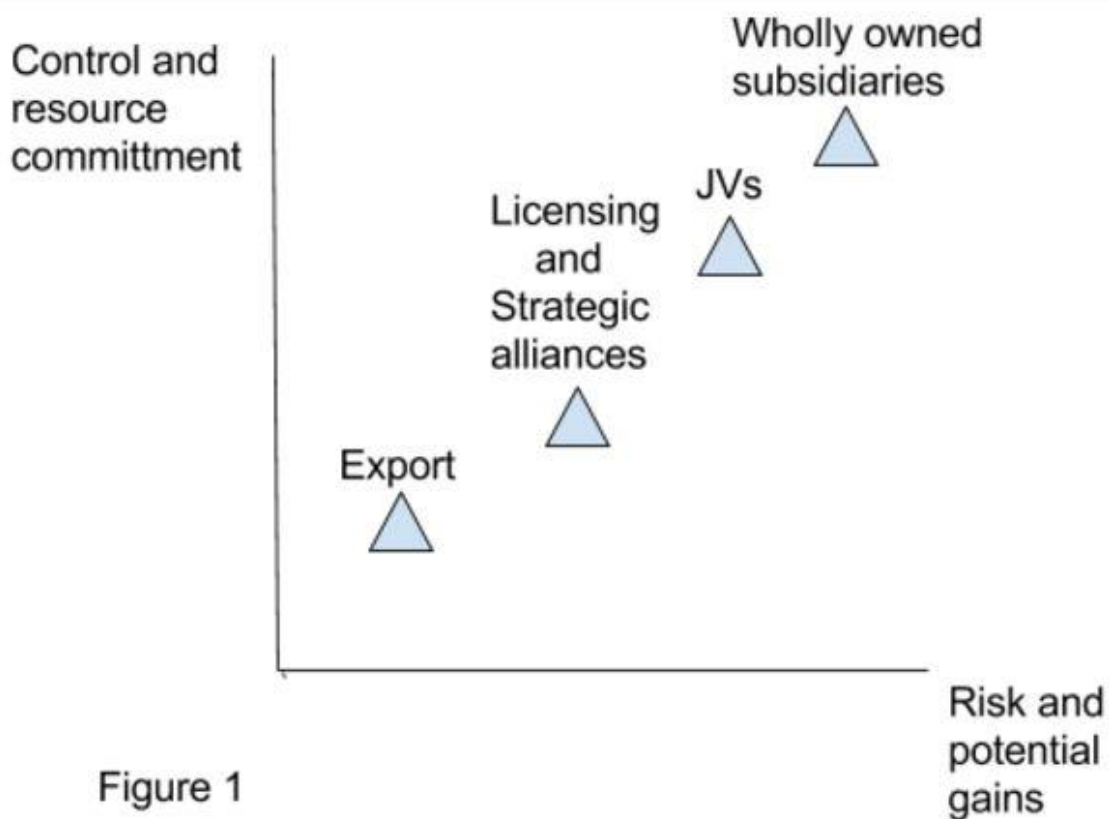 Control and
resource
committment
Wholly owned
subsidiaries
JVs
Licensing
and
Strategic
alliances
Export
Risk and
potential
gains
Figure 1